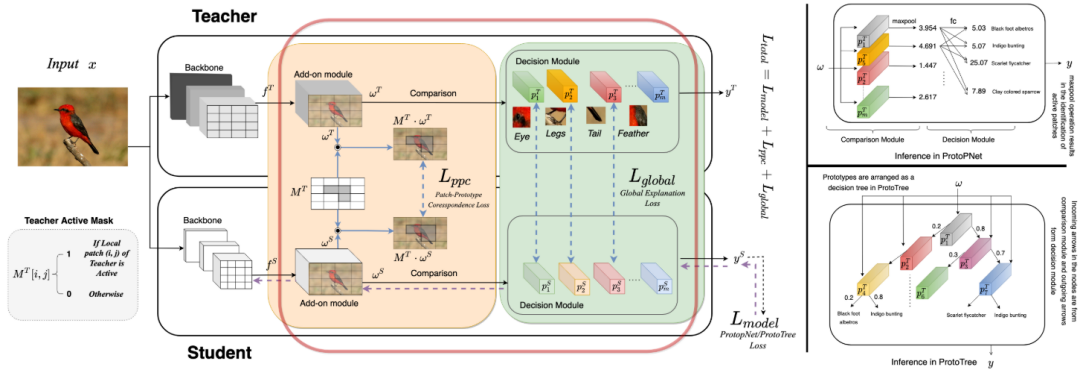 Teacher
Input x
Backbone
f^T
Add-on module
ω^T
Comparison
Decision Module
p_1^T
p_2^T
p_3^T
p_m^T
y^T
Eye
Legs
Tail
Feather
M^T · ω^T
ω^T
M^T
L_ppc
Patch-Prototype
Corespondence Loss
L_global
Global Explanation
Loss
L_total = L_model + L_ppc + L_global
Teacher Active Mask
M^T[i, j]
1
If Local
patch (i, j) of
Teacher is
Active
0
Otherwise
Backbone
f^S
ω^S
M^T · ω^S
ω^S
Comparison
Add-on module
p_1^S
p_2^S
p_3^S
p_m^S
Decision Module
y^S
L_model
ProtopNet/ProtoTree
Loss
Student
maxpool
fc
ω
3.954
4.691
1.447
2.617
5.03
5.07
25.07
7.89
Black foot albetros
Indigo bunting
Scarlet flycatcher
Clay colored sparrow
y
Comparison Module
Decision Module
Inference in ProtoPNet
maxpool operation results
in the identification of
active patches
Prototypes are arranged as a
decision tree in ProtoTree
ω
0.2
0.8
0.3
0.7
0.2
0.8
Black foot
albetros
Indigo bunting
Scarlet flycatcher
Indigo bunting
Inference in ProtoTree
y
Incoming arrows in the nodes are from
comparison module and outgoing arrows
form decision module